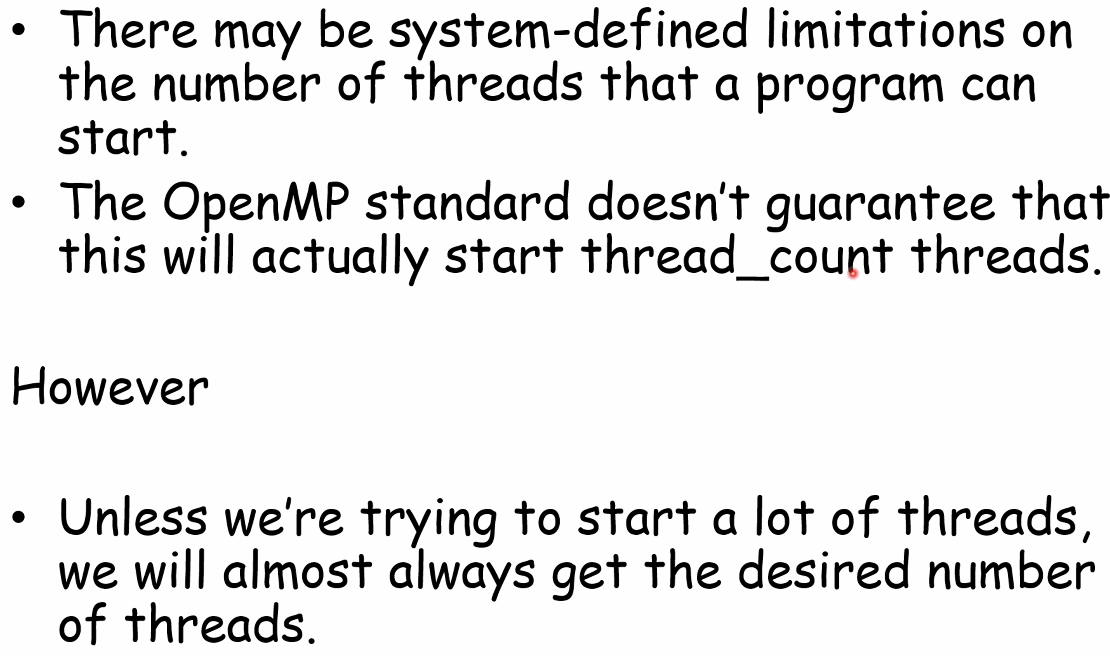 • There may be system-defined limitations on
the number of threads that a program can
start.
• The OpenMP standard doesn't guarantee that
this will actually start thread_count threads.
However
• Unless we're trying to start a lot of threads,
we will almost always get the desired number
of threads.